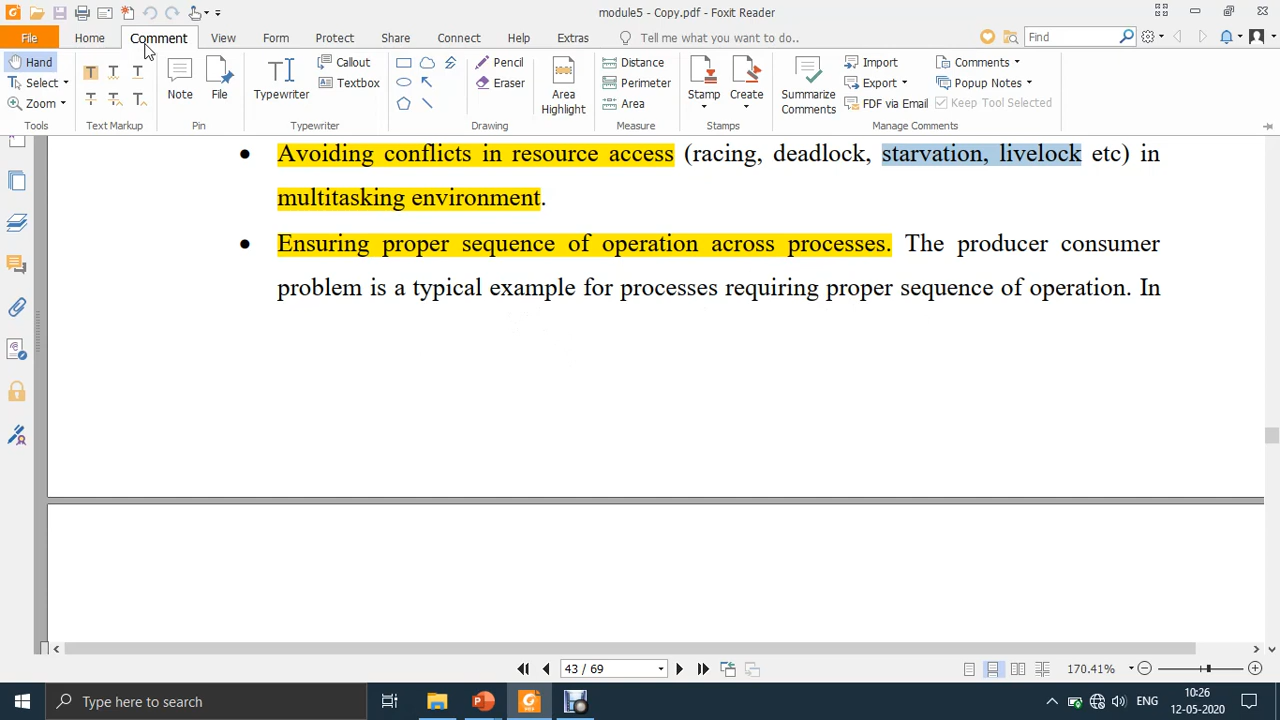 module5 - Copy.pdf - Foxit Reader
File Home Comment View Form Protect Share Connect Help Extras Tell me what you want to do.. Find
Hand
Select
Zoom
Tools
Text Markup
Note
File
Pin
Typewriter
Callout
Textbox
Typewriter
Pencil
Eraser
Drawing
Area
Highlight
Distance
Perimeter
Area
Measure
Stamp
Create
Stamps
Summarize
Comments
Import
Export
FDF via Email
Comments
Popup Notes
Keep Tool Selected
Manage Comments
• Avoiding conflicts in resource access (racing, deadlock, starvation, livelock etc) in
multitasking environment.
• Ensuring proper sequence of operation across processes. The producer consumer
problem is a typical example for processes requiring proper sequence of operation. In
43 / 69
170.41%
Type here to search
ENG
10:26
12-05-2020